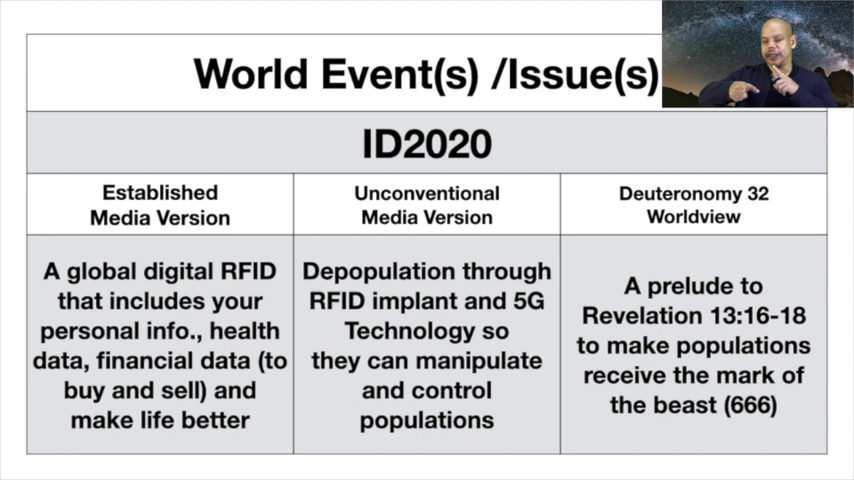 World Event(s) /Issue(s)
ID2020
Established
Media Version
Unconventional
Media Version
Deuteronomy 32
Worldview
A global digital RFID
that includes your
personal info., health
data, financial data (to
buy and sell) and
make life better
Depopulation through
RFID implant and 5G
Technology so
they can manipulate
and control
populations
A prelude to
Revelation 13:16-18
to make populations
receive the mark of
the beast (666)